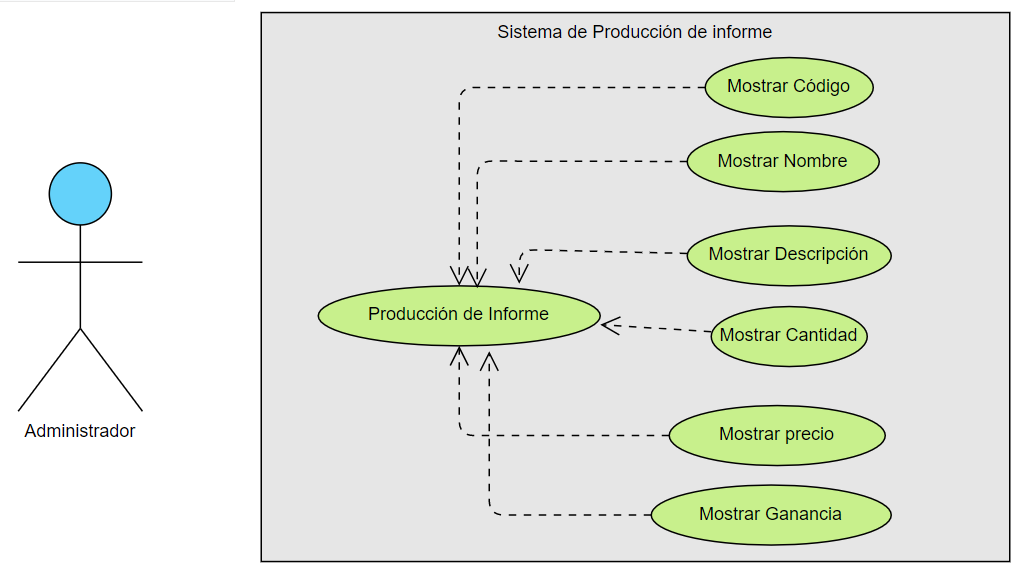 Sistema de Producción de informe
Mostrar Código
Mostrar Nombre
Mostrar Descripción
Producción de Informe
Mostrar Cantidad
Administrador
Mostrar precio
Mostrar Ganancia